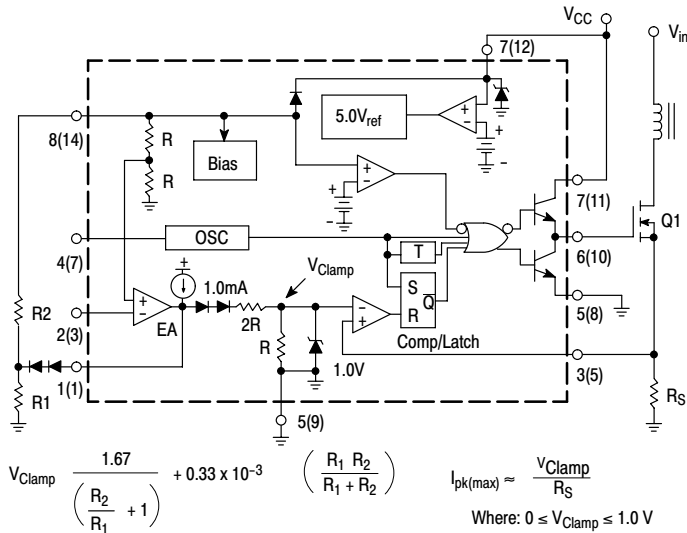 VCC
Vin
7(12)
+
-
5.0Vref
+
-
8(14)
R
R
Bias
+
-
+
-
7(11)
Q1
OSC
T
6(10)
4(7)
+
VClamp
S
Q̅
R
1.0mA
5(8)
R2
+
-
EA
2R
-
+
2(3)
R
Comp/Latch
1.0V
1(1)
3(5)
R1
RS
5(9)
VClamp 1.67 / (R2/R1 + 1) + 0.33 x 10⁻³ (R1 R2 / R1 + R2)
Ipk(max) ≈ VClamp / RS
Where: 0 ≤ VClamp ≤ 1.0 V